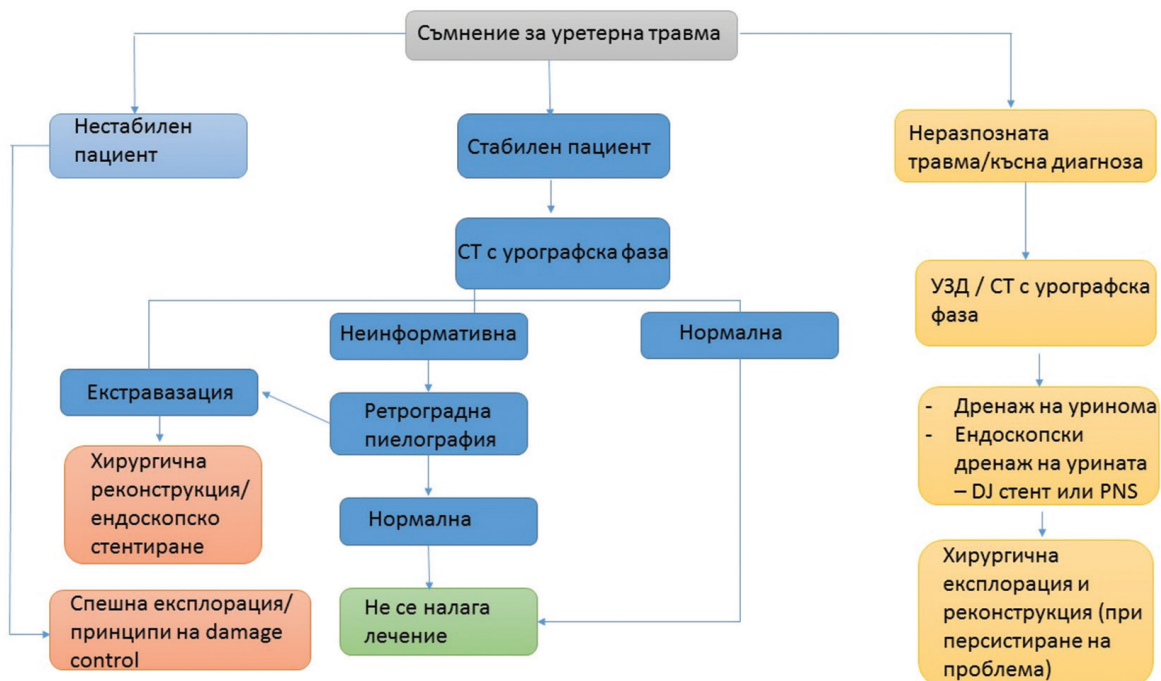 Съмнение за уретерна травма
Нестабилен
пациент
Стабилен пациент
Неразпозната
травма/късна диагноза
СТ с урографска фаза
УЗД / СТ с урографска
фаза
Неинформативна
Нормална
Екстравазация
Ретроградна
пиелография
- Дренаж на уринома
- Ендоскопски
дренаж на урината
– DJ стент или PNS
Хирургична
реконструкция/
ендоскопско
стентиране
Нормална
Хирургична
експлорация и
реконструкция (при
персистиране на
проблема)
Спешна експлорация/
принципи на damage
control
Не се налага
лечение